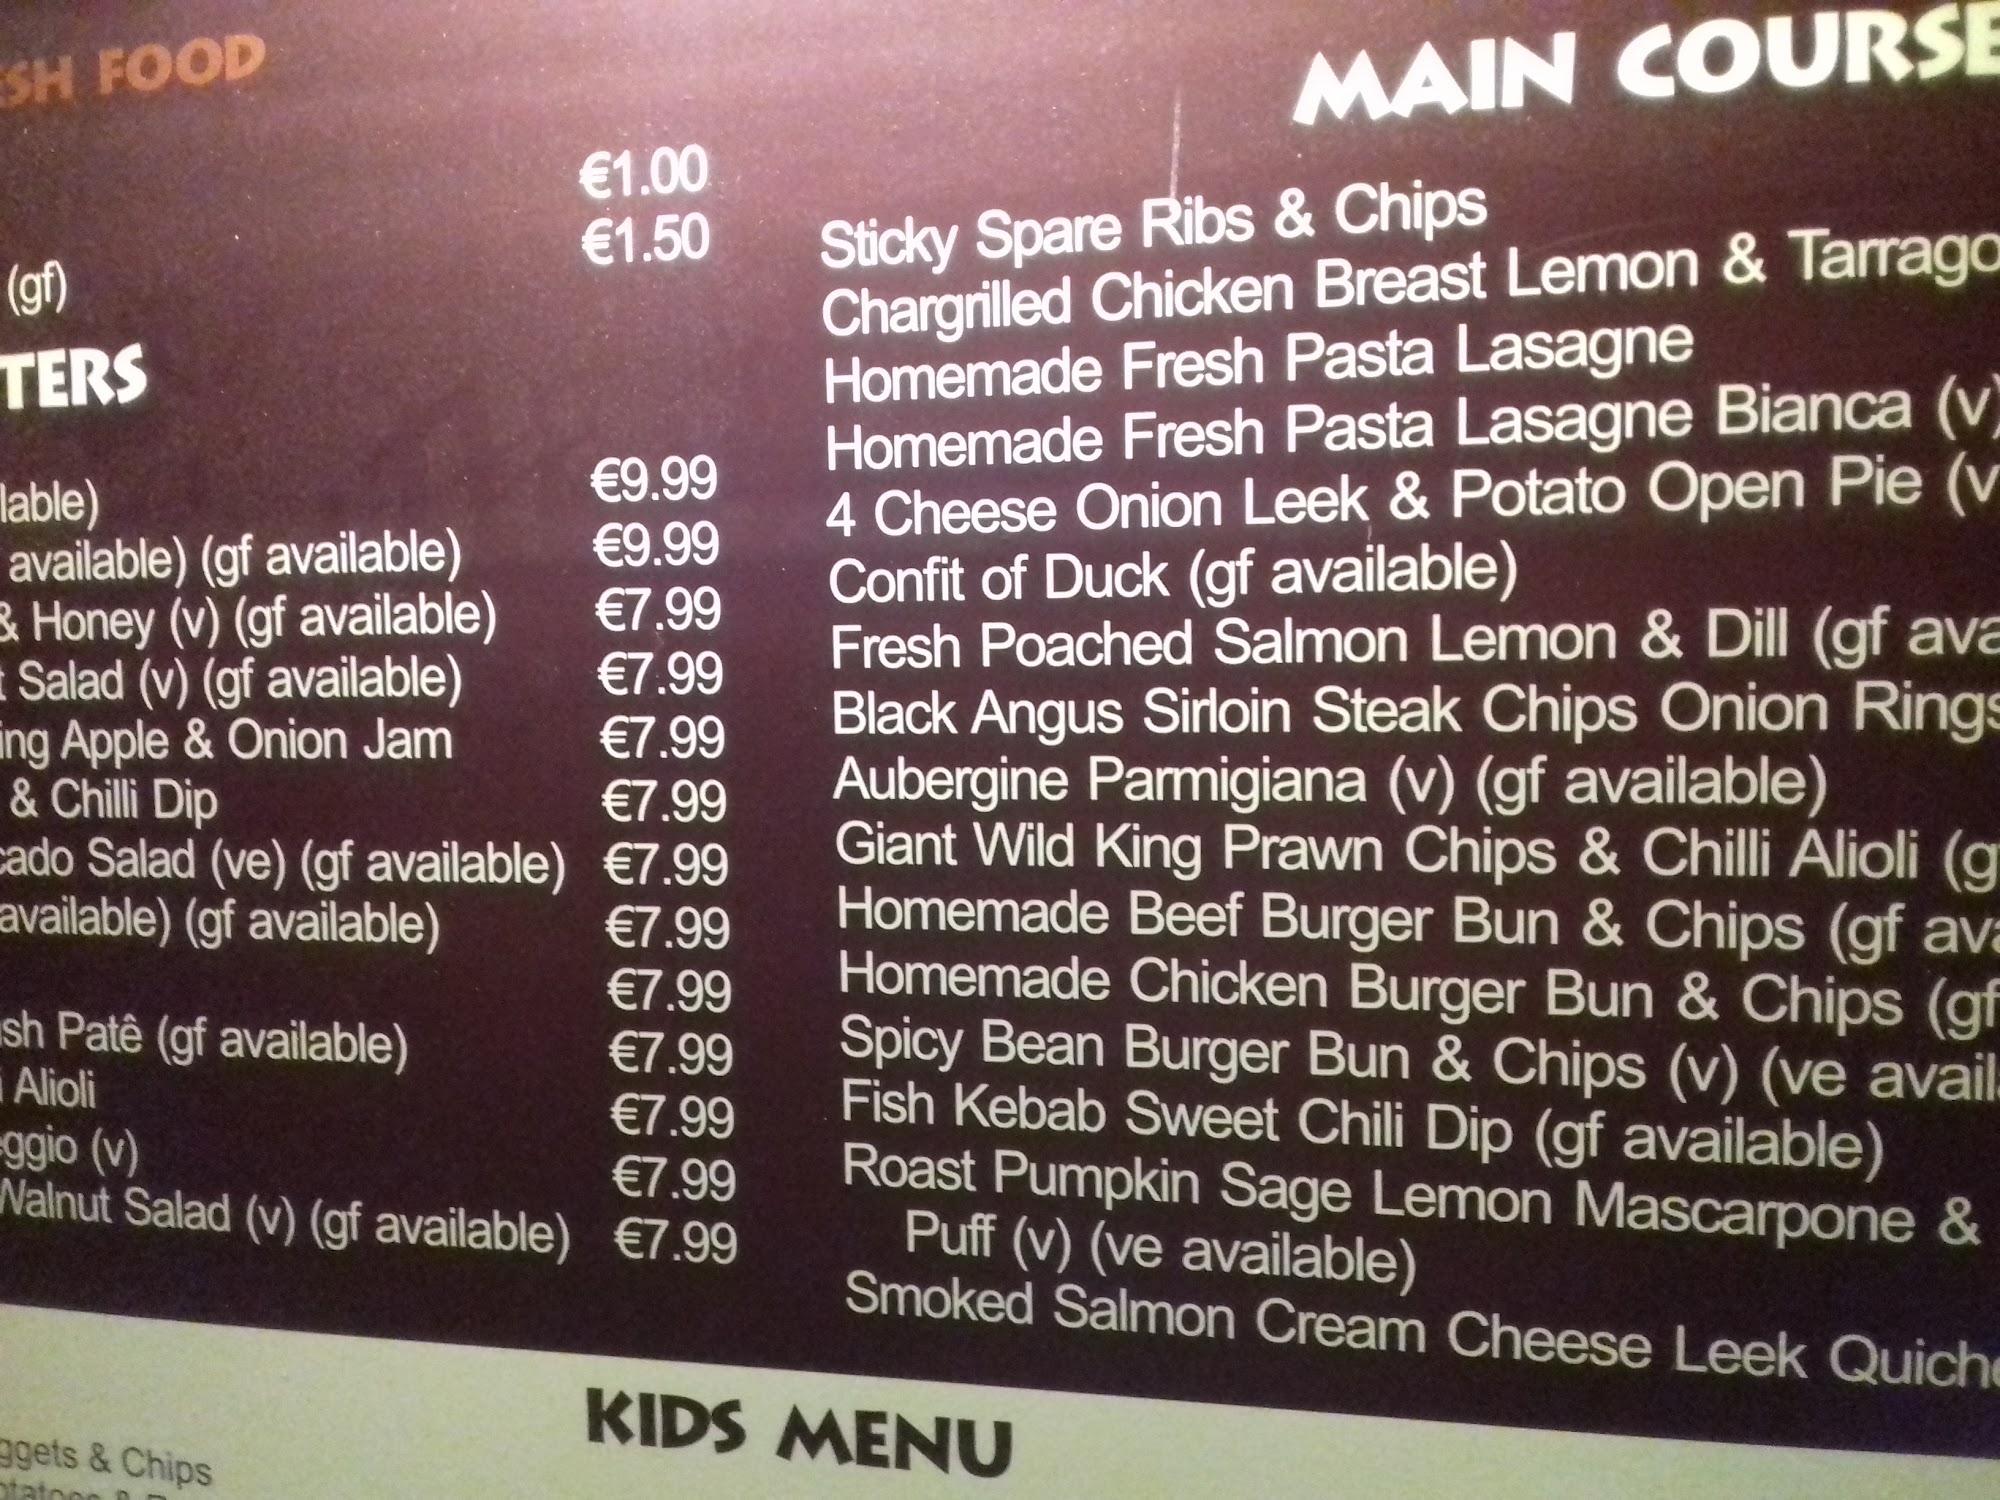 FOOD
€1.00
€1.50
(gf)
€9.99
available) (gf available) €9.99
& Honey (v) (gf available) €7.99
Salad (v) (gf available) €7.99
Apple & Onion Jam €7.99
& Chilli Dip €7.99
Salad (ve) (gf available) €7.99
available) (gf available) €7.99
€7.99
Patê (gf available) €7.99
Alioli €7.99
(v) €7.99
Walnut Salad (v) (gf available) €7.99
MAIN COURSE
Sticky Spare Ribs & Chips
Chargrilled Chicken Breast Lemon & Tarrago
Homemade Fresh Pasta Lasagne
Homemade Fresh Pasta Lasagne Bianca (v)
4 Cheese Onion Leek & Potato Open Pie (v
Confit of Duck (gf available)
Fresh Poached Salmon Lemon & Dill (gf ava
Black Angus Sirloin Steak Chips Onion Rings
Aubergine Parmigiana (v) (gf available)
Giant Wild King Prawn Chips & Chilli Alioli (g
Homemade Beef Burger Bun & Chips (gf ava
Homemade Chicken Burger Bun & Chips (gf
Spicy Bean Burger Bun & Chips (v) (ve avail
Fish Kebab Sweet Chili Dip (gf available)
Roast Pumpkin Sage Lemon Mascarpone &
Puff (v) (ve available)
Smoked Salmon Cream Cheese Leek Quiche
KIDS MENU
& Chips